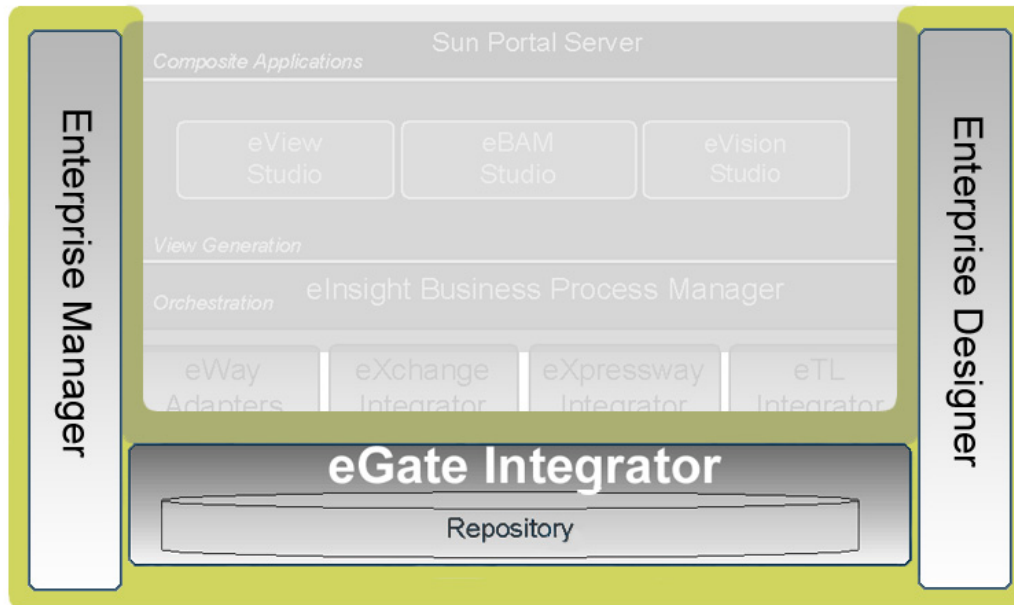 Sun Portal Server
Composite Applications
eView
Studio
eBAM
Studio
eVision
Studio
View Generation
Orchestration
eInsight Business Process Manager
eWay
Adapters
eXchange
Integrator
eXpressway
Integrator
eTL
Integrator
Enterprise Manager
Enterprise Designer
eGate Integrator
Repository